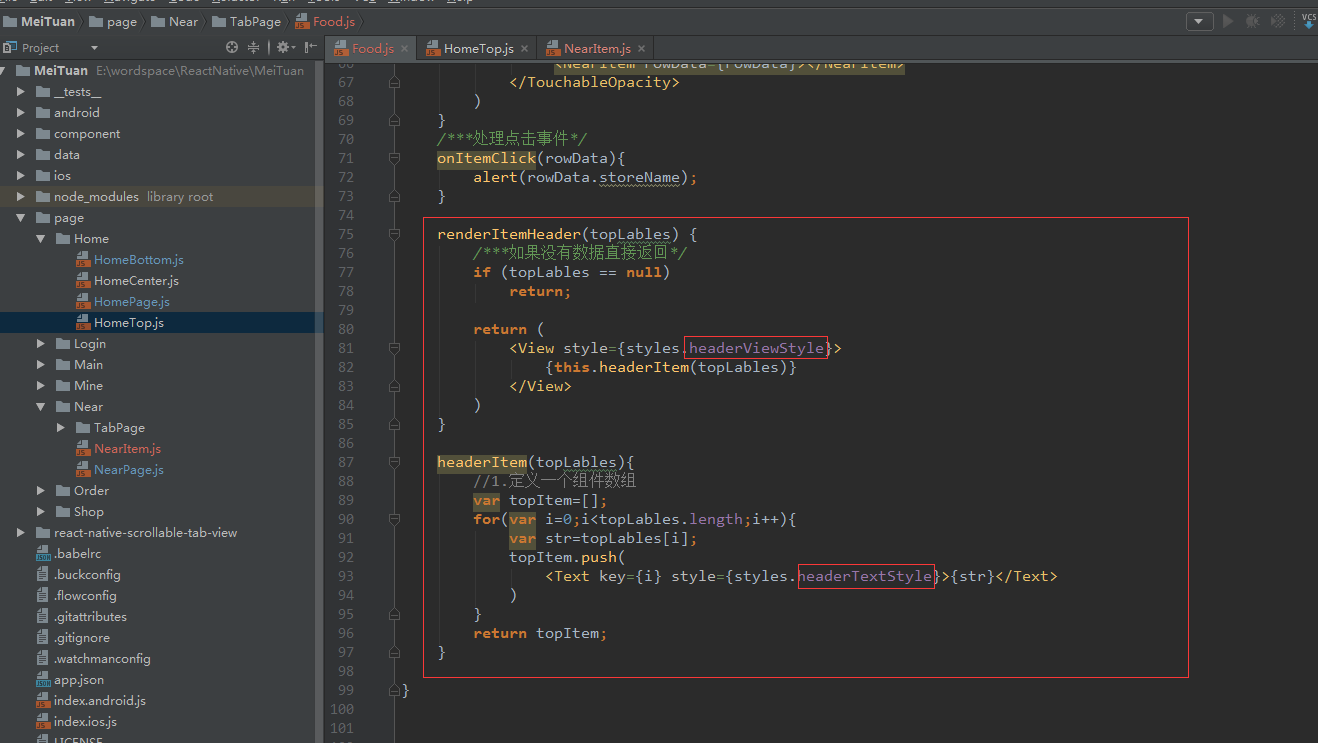 MeiTuan page Near TabPage Food.js
VCS
Project
Food.js HomeTop.js NearItem.js
MeiTuan E:\wordspace\ReactNative\MeiTuan
__tests__
android
component
data
ios
node_modules library root
page
Home
HomeBottom.js
HomeCenter.js
HomePage.js
HomeTop.js
Login
Main
Mine
Near
TabPage
NearItem.js
NearPage.js
Order
Shop
react-native-scrollable-tab-view
.babelrc
.buckconfig
.flowconfig
.gitattributes
.gitignore
.watchmanconfig
app.json
index.android.js
index.ios.js
LICENSE
66 <NearItem rowData={rowData}></NearItem>
67 </TouchableOpacity>
68 )
69 }
70 /***处理点击事件*/
71 onItemClick(rowData){
72 alert(rowData.storeName);
73 }
74
75 renderItemHeader(topLables) {
76 /***如果没有数据直接返回*/
77 if (topLables == null)
78 return;
79
80 return (
81 <View style={styles.headerViewStyle}>
82 {this.headerItem(topLables)}
83 </View>
84 )
85 }
86
87 headerItem(topLables){
88 //1.定义一个组件数组
89 var topItem=[];
90 for(var i=0;i<topLables.length;i++){
91 var str=topLables[i];
92 topItem.push(
93 <Text key={i} style={styles.headerTextStyle}>{str}</Text>
94 )
95 }
96 return topItem;
97 }
98
99 }
100
101